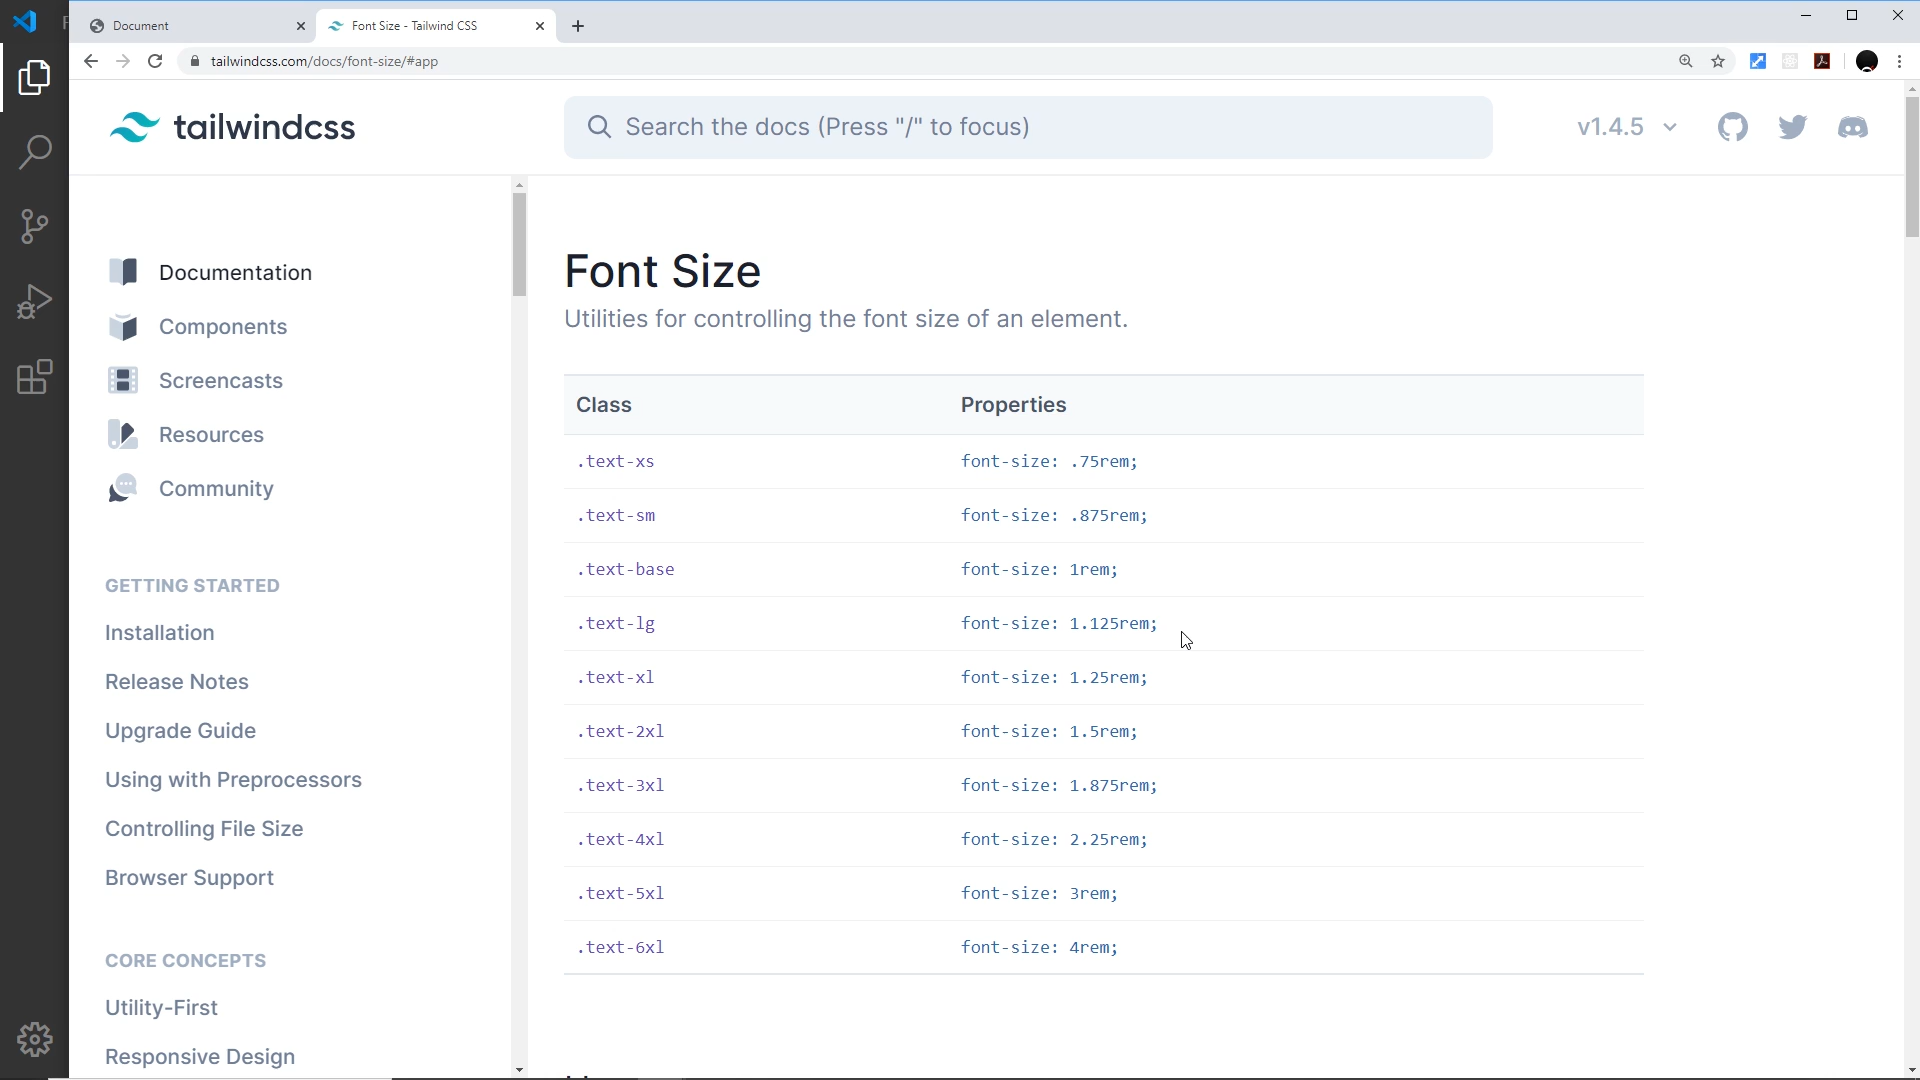 Document
Font Size - Tailwind CSS
tailwindcss.com/docs/font-size/#app
tailwindcss
Search the docs (Press "/" to focus)
v1.4.5
Documentation
Components
Screencasts
Resources
Community
GETTING STARTED
Installation
Release Notes
Upgrade Guide
Using with Preprocessors
Controlling File Size
Browser Support
CORE CONCEPTS
Utility-First
Responsive Design
Font Size
Utilities for controlling the font size of an element.
Class Properties
.text-xs font-size: .75rem;
.text-sm font-size: .875rem;
.text-base font-size: 1rem;
.text-lg font-size: 1.125rem;
.text-xl font-size: 1.25rem;
.text-2xl font-size: 1.5rem;
.text-3xl font-size: 1.875rem;
.text-4xl font-size: 2.25rem;
.text-5xl font-size: 3rem;
.text-6xl font-size: 4rem;